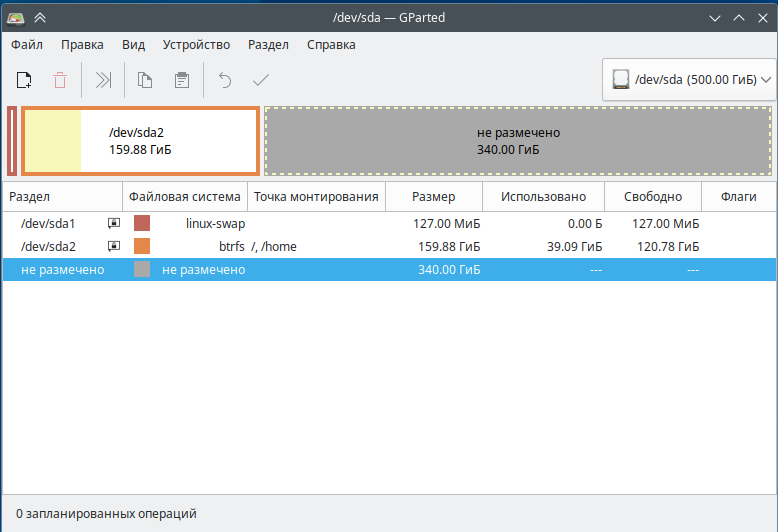 /dev/sda — GParted
Файл Правка Вид Устройство Раздел Справка
/dev/sda (500.00 ГиБ)
/dev/sda2
159.88 ГиБ
не размечено
340.00 ГиБ
Раздел Файловая система Точка монтирования Размер Использовано Свободно Флаги
/dev/sda1 linux-swap 127.00 МиБ 0.00 Б 127.00 МиБ
/dev/sda2 btrfs /, /home 159.88 ГиБ 39.09 ГиБ 120.78 ГиБ
не размечено не размечено 340.00 ГиБ --- ---
0 запланированных операций